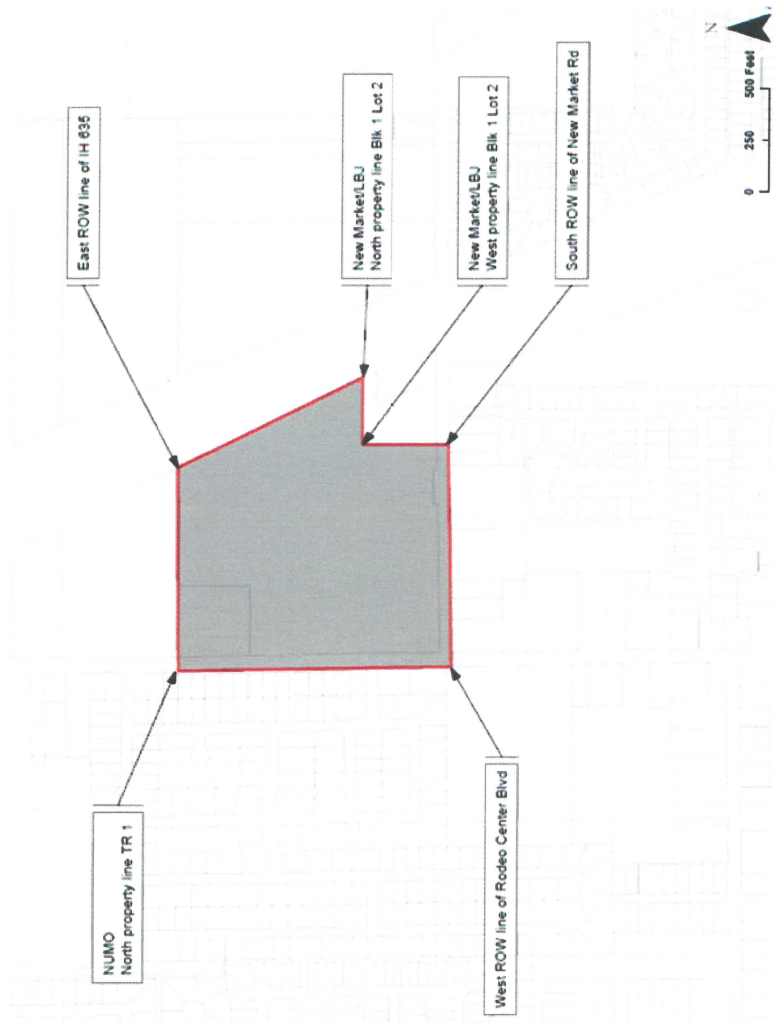 NUMO
North property line TR 1
East ROW line of IH 635
New Market/LBJ
North property line Blk 1 Lot 2
New Market/LBJ
West property line Blk 1 Lot 2
West ROW line of Rodeo Center Blvd
South ROW line of New Market Rd
N
0 250 500 Feet